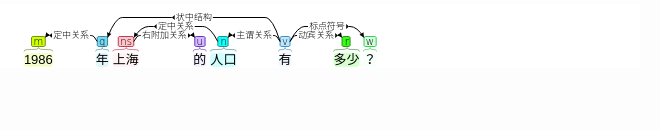 状中结构
定中关系 标点符号
定中关系 右附加关系 主谓关系 动宾关系
m q ns u n v r w
1986 年 上海 的 人口 有 多少 ？